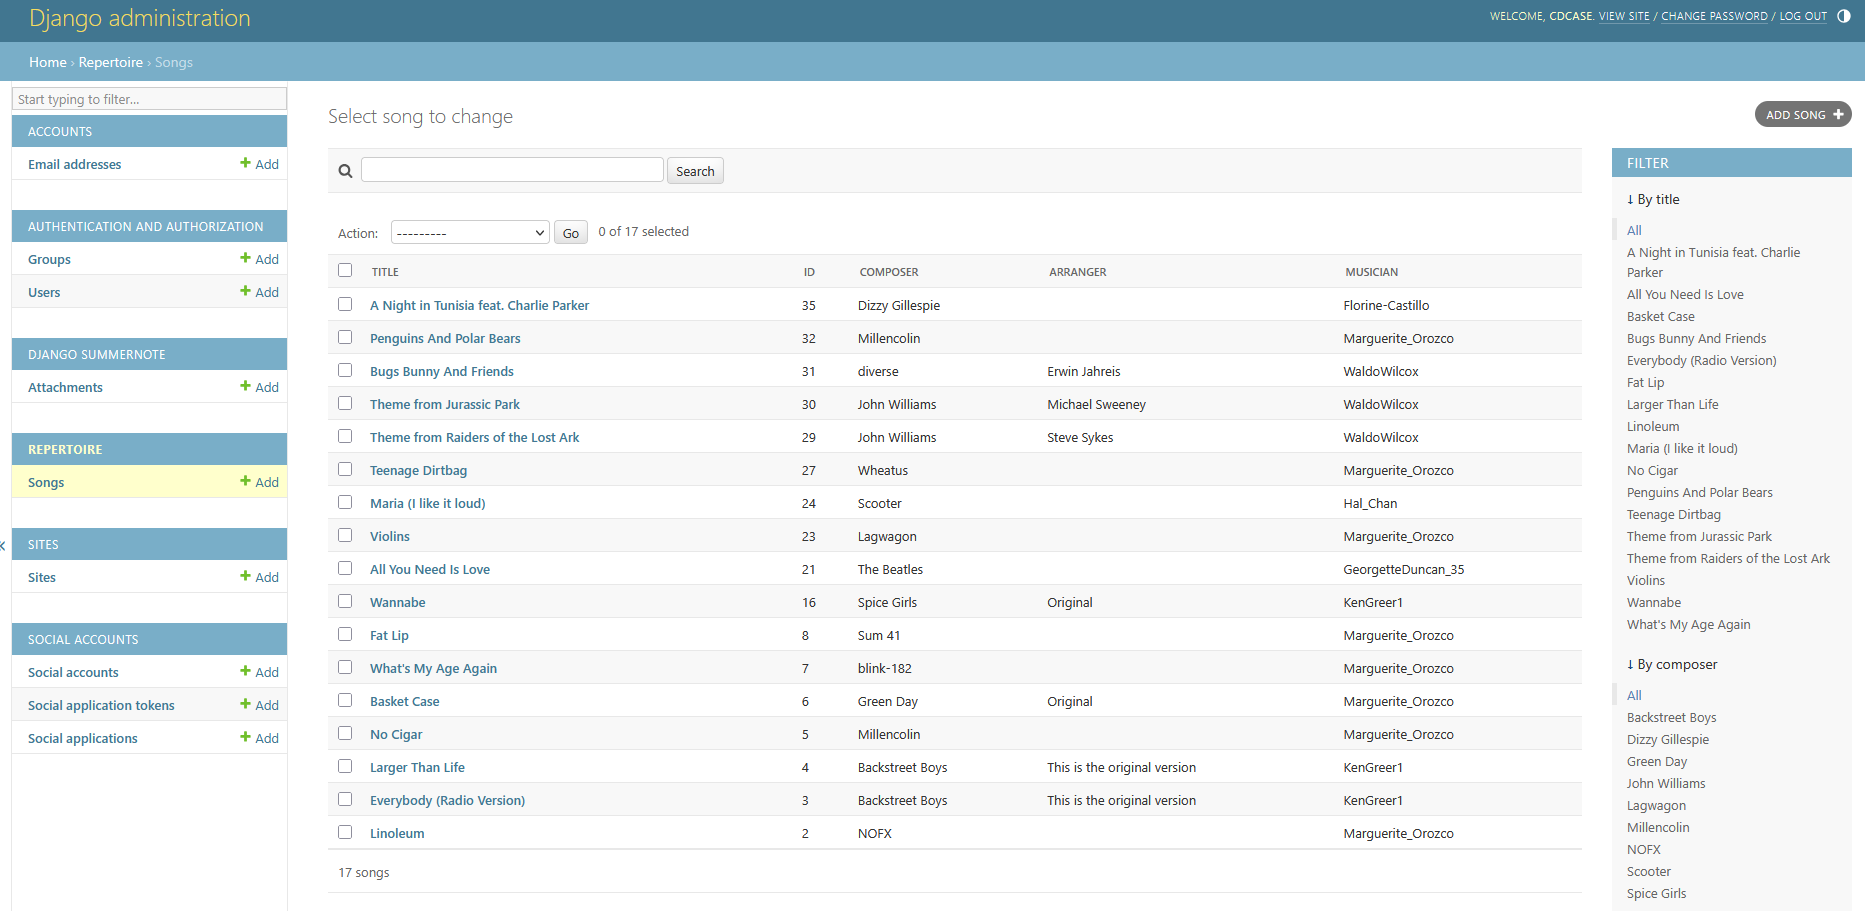 Django administration
WELCOME, CDCASE. VIEW SITE / CHANGE PASSWORD / LOG OUT
Home › Repertoire › Songs
Start typing to filter...
ACCOUNTS
Email addresses + Add
AUTHENTICATION AND AUTHORIZATION
Groups + Add
Users + Add
DJANGO SUMMERNOTE
Attachments + Add
REPERTOIRE
Songs + Add
SITES
Sites + Add
SOCIAL ACCOUNTS
Social accounts + Add
Social application tokens + Add
Social applications + Add
«
Select song to change
ADD SONG +
Search
Action: --------- Go 0 of 17 selected
TITLE ID COMPOSER ARRANGER MUSICIAN
A Night in Tunisia feat. Charlie Parker 35 Dizzy Gillespie Florine-Castillo
Penguins And Polar Bears 32 Millencolin Marguerite_Orozco
Bugs Bunny And Friends 31 diverse Erwin Jahreis WaldoWilcox
Theme from Jurassic Park 30 John Williams Michael Sweeney WaldoWilcox
Theme from Raiders of the Lost Ark 29 John Williams Steve Sykes WaldoWilcox
Teenage Dirtbag 27 Wheatus Marguerite_Orozco
Maria (I like it loud) 24 Scooter Hal_Chan
Violins 23 Lagwagon Marguerite_Orozco
All You Need Is Love 21 The Beatles GeorgetteDuncan_35
Wannabe 16 Spice Girls Original KenGreer1
Fat Lip 8 Sum 41 Marguerite_Orozco
What's My Age Again 7 blink-182 Marguerite_Orozco
Basket Case 6 Green Day Original Marguerite_Orozco
No Cigar 5 Millencolin Marguerite_Orozco
Larger Than Life 4 Backstreet Boys This is the original version KenGreer1
Everybody (Radio Version) 3 Backstreet Boys This is the original version KenGreer1
Linoleum 2 NOFX Marguerite_Orozco
17 songs
FILTER
↓ By title
All
A Night in Tunisia feat. Charlie
Parker
All You Need Is Love
Basket Case
Bugs Bunny And Friends
Everybody (Radio Version)
Fat Lip
Larger Than Life
Linoleum
Maria (I like it loud)
No Cigar
Penguins And Polar Bears
Teenage Dirtbag
Theme from Jurassic Park
Theme from Raiders of the Lost Ark
Violins
Wannabe
What's My Age Again
↓ By composer
All
Backstreet Boys
Dizzy Gillespie
Green Day
John Williams
Lagwagon
Millencolin
NOFX
Scooter
Spice Girls